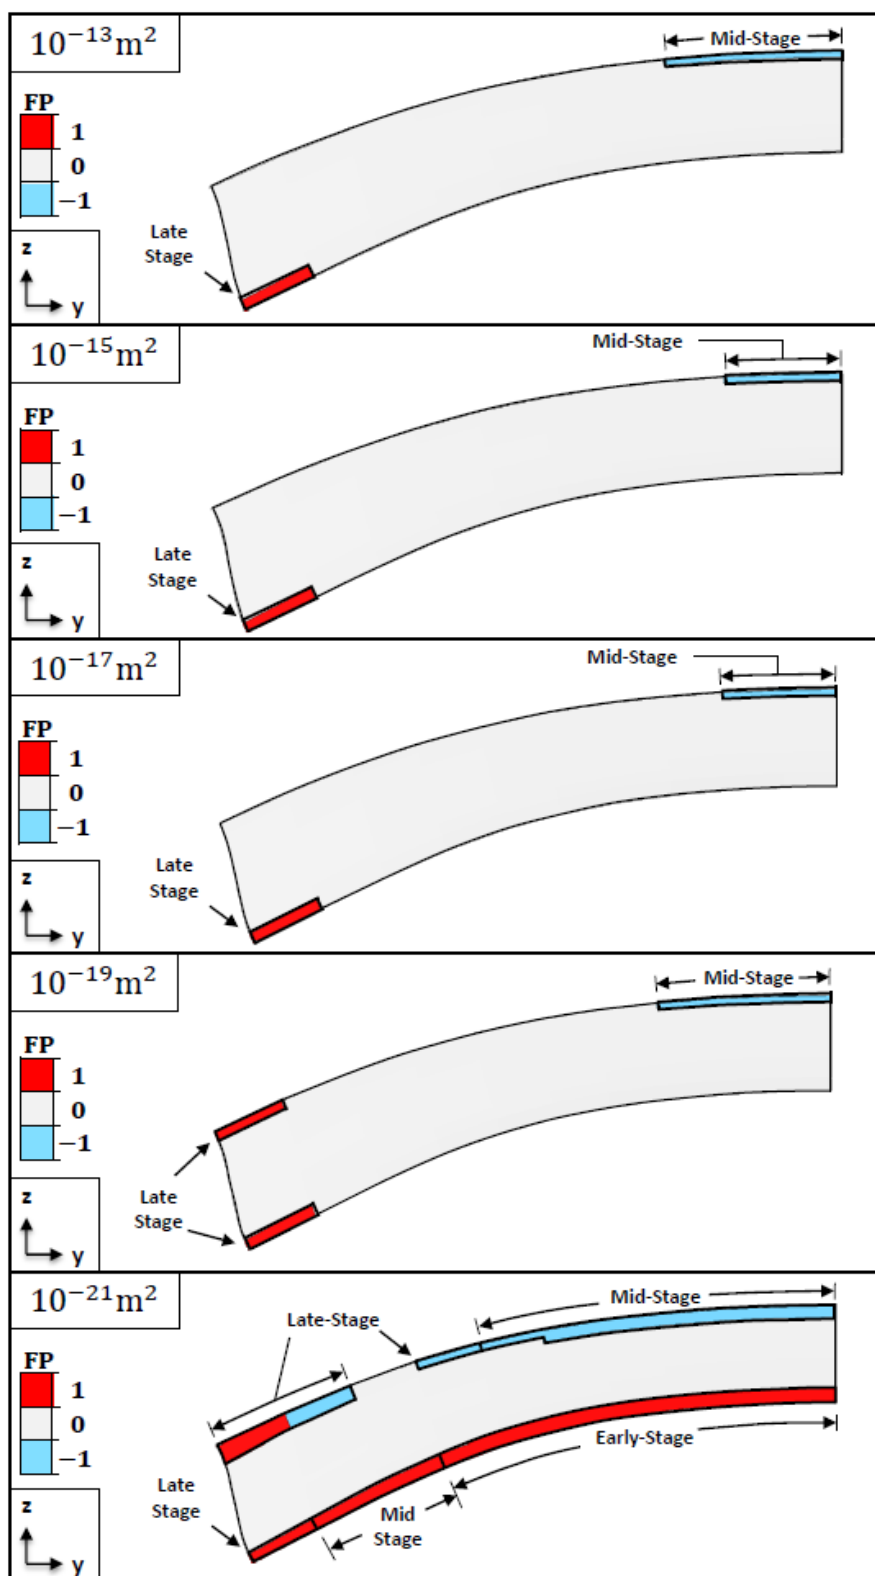 10⁻¹³m²
Mid-Stage
FP
1
0
−1
Late
Stage
z
y
10⁻¹⁵m²
Mid-Stage
FP
1
0
−1
Late
Stage
z
y
10⁻¹⁷m²
Mid-Stage
FP
1
0
−1
Late
Stage
z
y
10⁻¹⁹m²
Mid-Stage
FP
1
0
−1
Late
Stage
z
y
10⁻²¹m²
Mid-Stage
Late-Stage
FP
1
0
−1
Early-Stage
Late
Stage
Mid
Stage
z
y